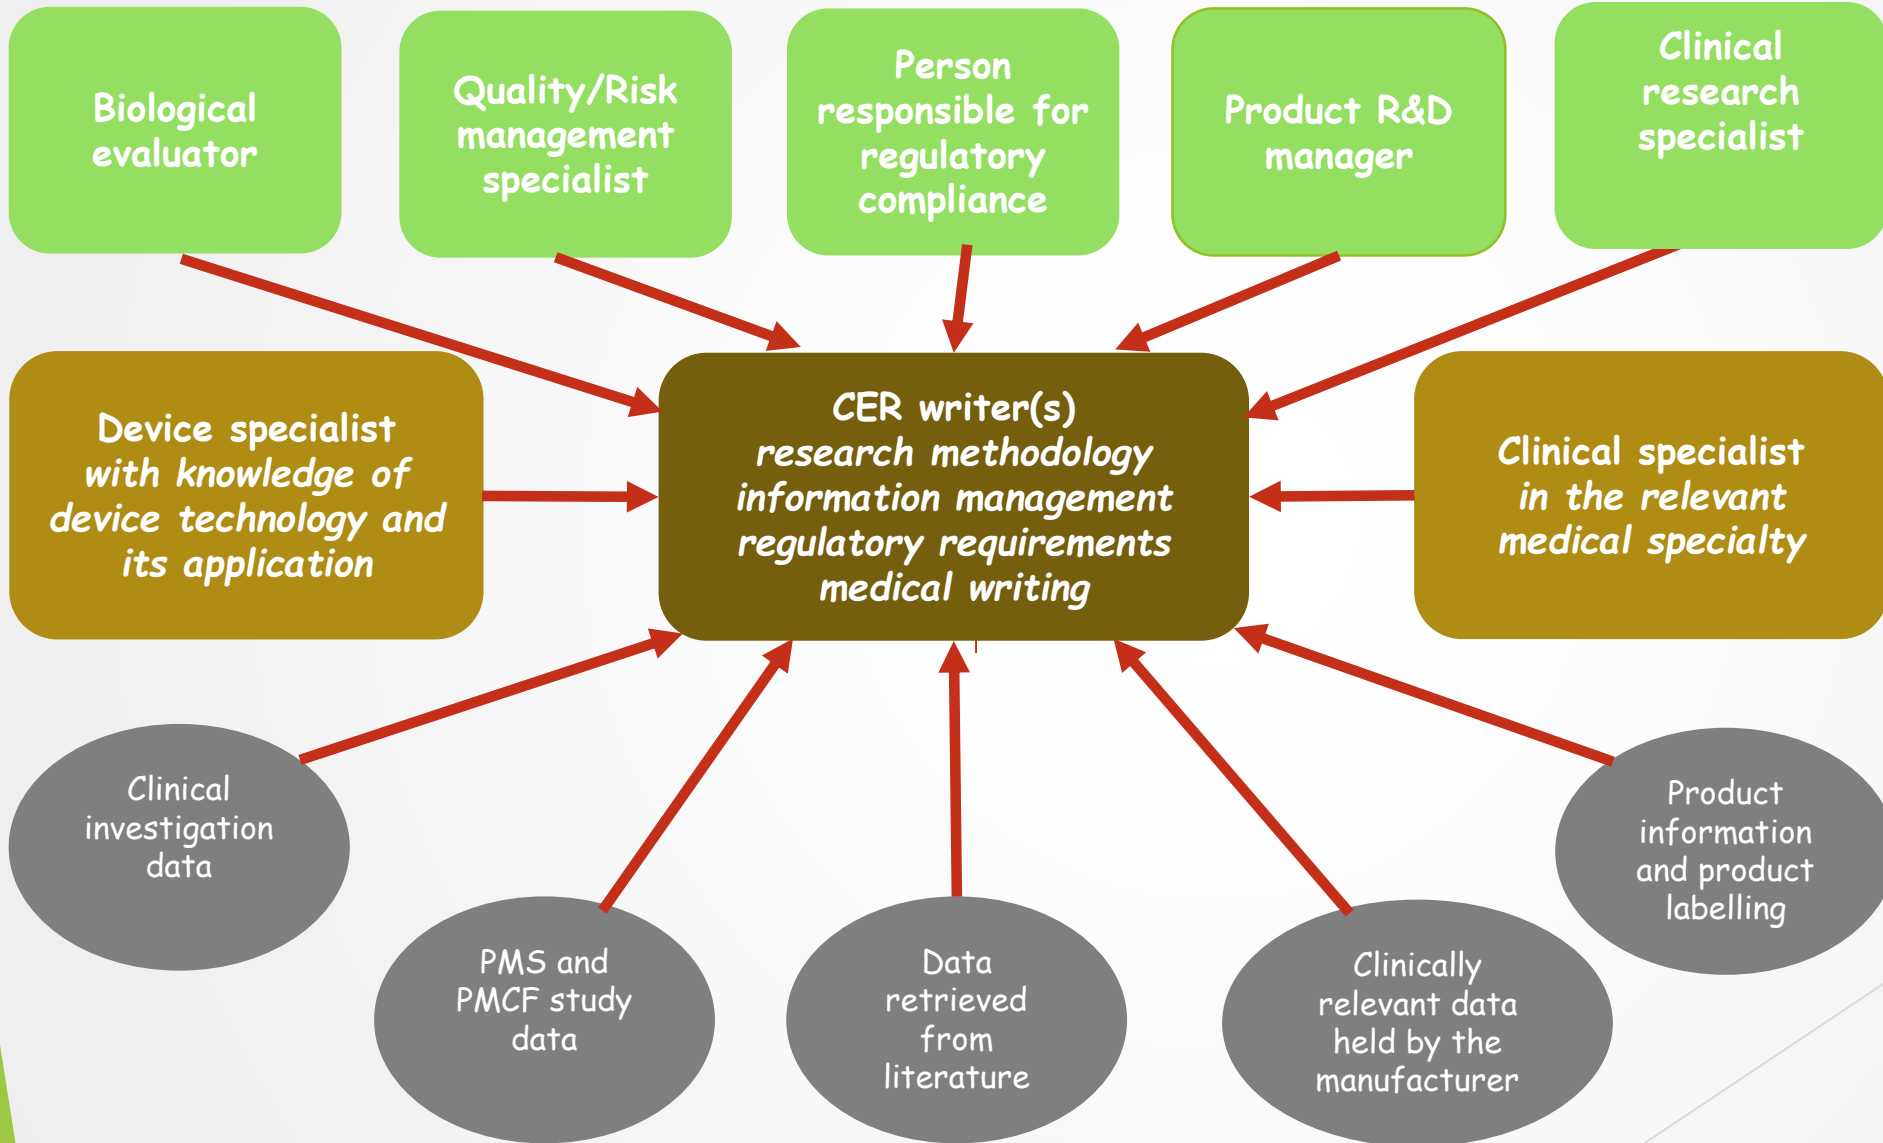 Biological
evaluator
Quality/Risk
management
specialist
Person
responsible for
regulatory
compliance
Product R&D
manager
Clinical
research
specialist
Device specialist
with knowledge of
device technology and
its application
CER writer(s)
research methodology
information management
regulatory requirements
medical writing
Clinical specialist
in the relevant
medical specialty
Clinical
investigation
data
PMS and
PMCF study
data
Data
retrieved
from
literature
Clinically
relevant data
held by the
manufacturer
Product
information
and product
labelling